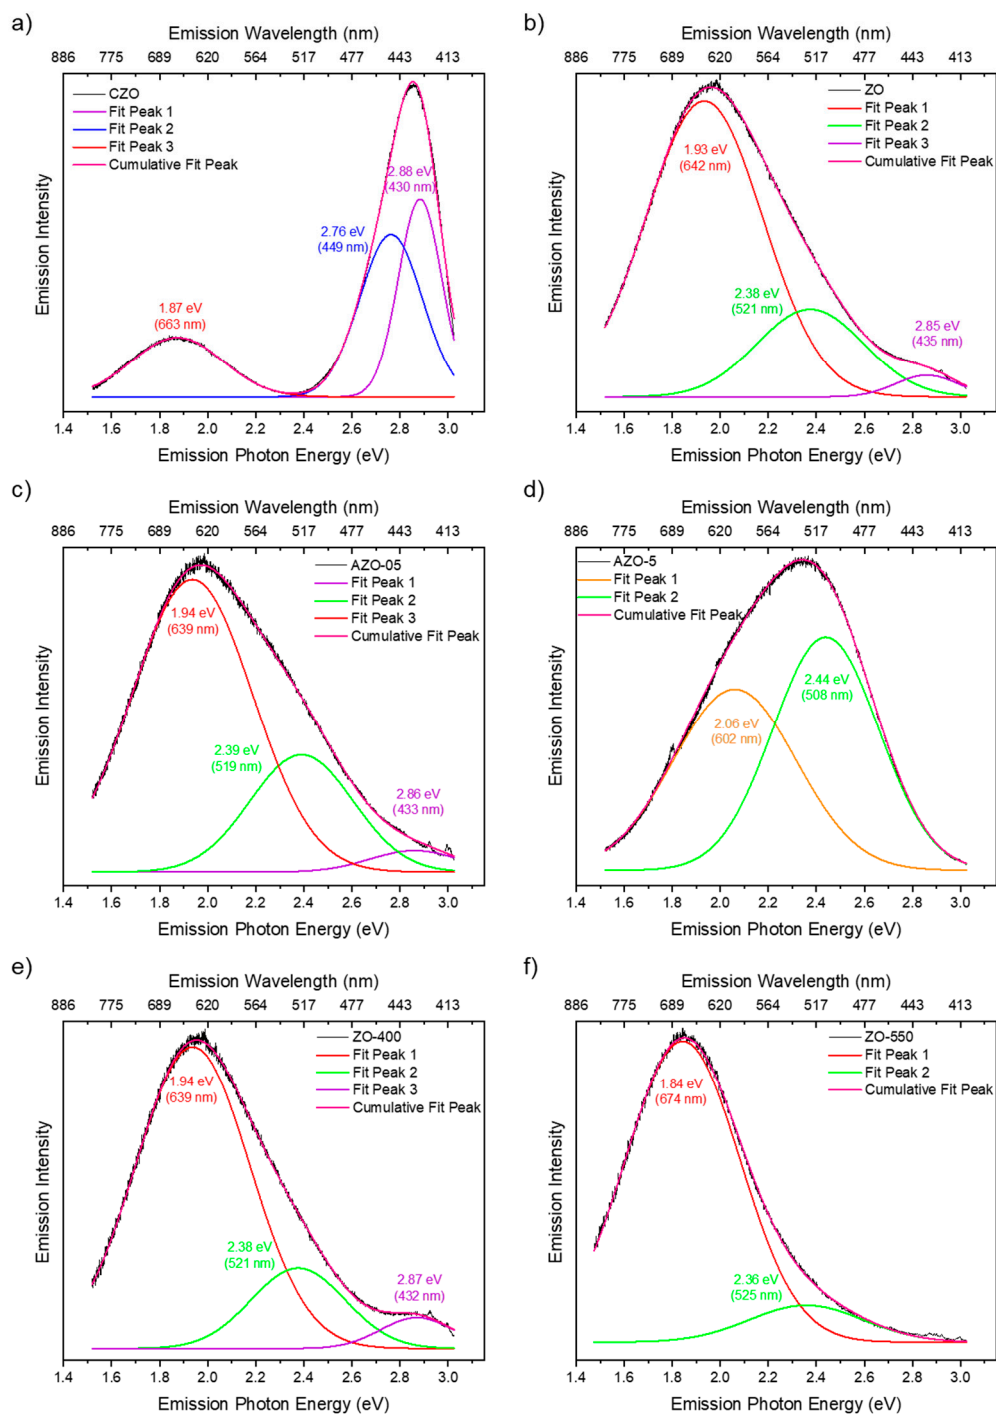 a)
Emission Wavelength (nm)
886 775 689 620 564 517 477 443 413
CZO
Fit Peak 1
Fit Peak 2
Fit Peak 3
Cumulative Fit Peak
2.88 eV
(430 nm)
2.76 eV
(449 nm)
1.87 eV
(663 nm)
Emission Intensity
1.4 1.6 1.8 2.0 2.2 2.4 2.6 2.8 3.0
Emission Photon Energy (eV)
b)
Emission Wavelength (nm)
886 775 689 620 564 517 477 443 413
ZO
Fit Peak 1
Fit Peak 2
Fit Peak 3
Cumulative Fit Peak
1.93 eV
(642 nm)
2.38 eV
(521 nm)
2.85 eV
(435 nm)
Emission Intensity
1.4 1.6 1.8 2.0 2.2 2.4 2.6 2.8 3.0
Emission Photon Energy (eV)
c)
Emission Wavelength (nm)
886 775 689 620 564 517 477 443 413
AZO-05
Fit Peak 1
Fit Peak 2
Fit Peak 3
Cumulative Fit Peak
1.94 eV
(639 nm)
2.39 eV
(519 nm)
2.86 eV
(433 nm)
Emission Intensity
1.4 1.6 1.8 2.0 2.2 2.4 2.6 2.8 3.0
Emission Photon Energy (eV)
d)
Emission Wavelength (nm)
886 775 689 620 564 517 477 443 413
AZO-5
Fit Peak 1
Fit Peak 2
Cumulative Fit Peak
2.44 eV
(508 nm)
2.06 eV
(602 nm)
Emission Intensity
1.4 1.6 1.8 2.0 2.2 2.4 2.6 2.8 3.0
Emission Photon Energy (eV)
e)
Emission Wavelength (nm)
886 775 689 620 564 517 477 443 413
ZO-400
Fit Peak 1
Fit Peak 2
Fit Peak 3
Cumulative Fit Peak
1.94 eV
(639 nm)
2.38 eV
(521 nm)
2.87 eV
(432 nm)
Emission Intensity
1.4 1.6 1.8 2.0 2.2 2.4 2.6 2.8 3.0
Emission Photon Energy (eV)
f)
Emission Wavelength (nm)
886 775 689 620 564 517 477 443 413
ZO-550
Fit Peak 1
Fit Peak 2
Cumulative Fit Peak
1.84 eV
(674 nm)
2.36 eV
(525 nm)
Emission Intensity
1.4 1.6 1.8 2.0 2.2 2.4 2.6 2.8 3.0
Emission Photon Energy (eV)